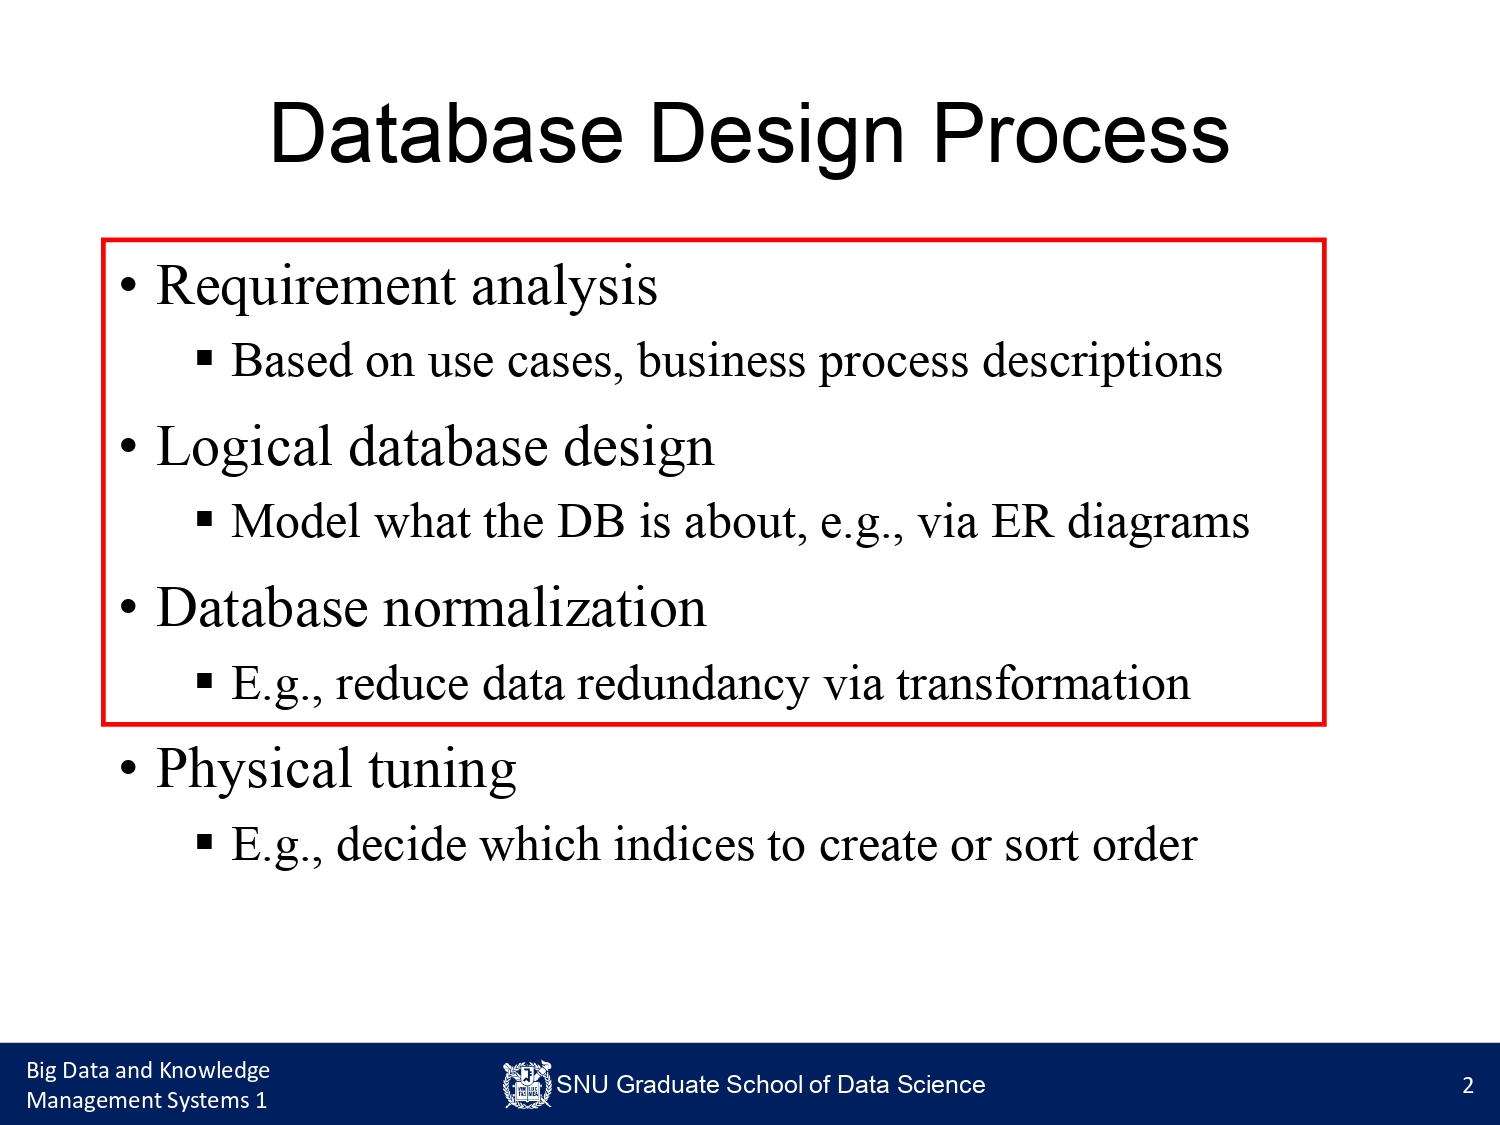 Database Design Process
• Requirement analysis
▪ Based on use cases, business process descriptions
• Logical database design
▪ Model what the DB is about, e.g., via ER diagrams
• Database normalization
▪ E.g., reduce data redundancy via transformation
• Physical tuning
▪ E.g., decide which indices to create or sort order
Big Data and Knowledge
Management Systems 1
SNU Graduate School of Data Science
2